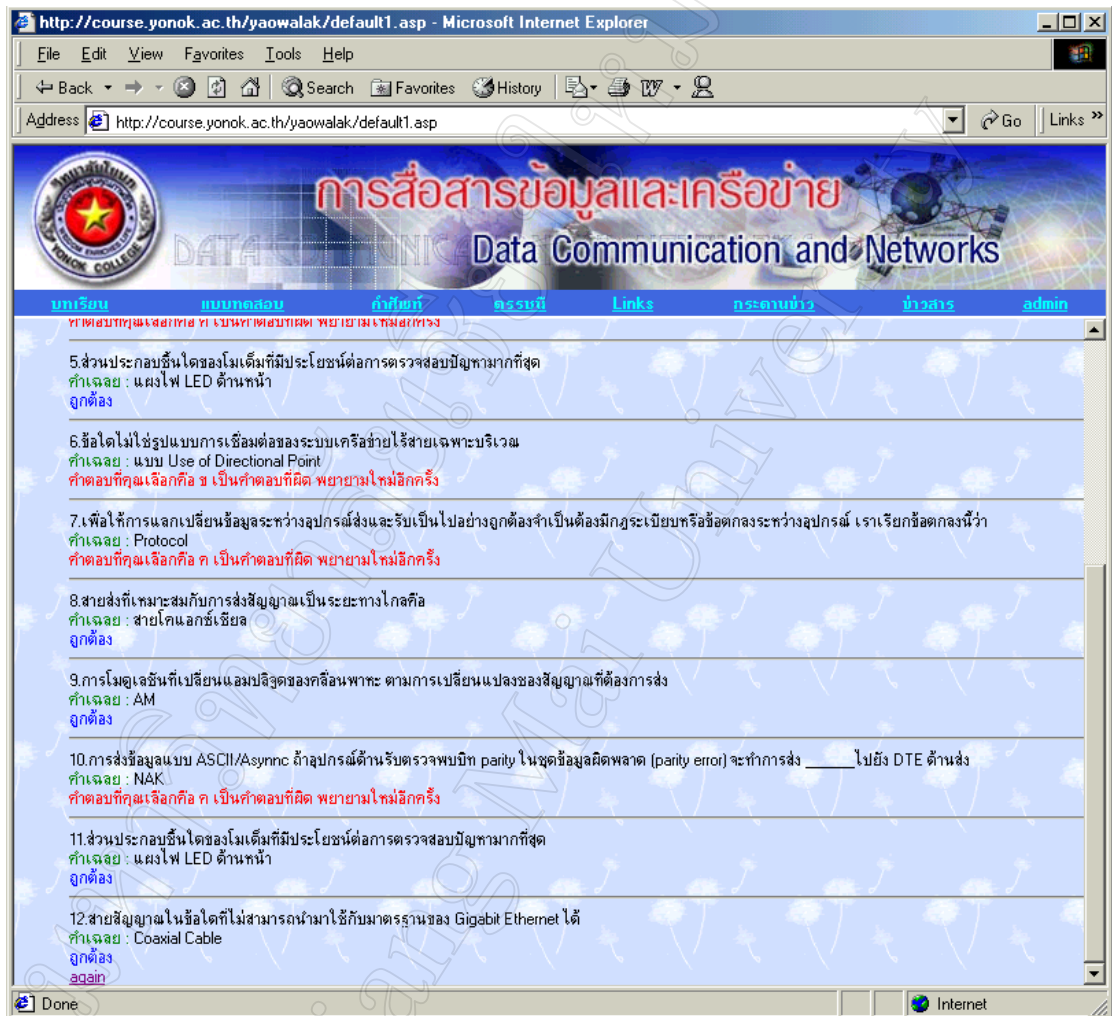 http://course.yonok.ac.th/yaowalak/default1.asp - Microsoft Internet Explorer
File Edit View Favorites Tools Help
Back Search Favorites History
Address http://course.yonok.ac.th/yaowalak/default1.asp Go Links »
การสื่อสารข้อมูลและเครือข่าย
Data Communication and Networks
YONOK COLLEGE
บทเรียน แบบทดสอบ คำศัพท์ ดรรชนี Links กระดานข่าว ข่าวสาร admin
คำตอบที่คุณเลือกคือ ค เป็นคำตอบที่ผิด พยายามใหม่อีกครั้ง
5.ส่วนประกอบชิ้นใดของโมเด็มที่มีประโยชน์ต่อการตรวจสอบปัญหามากที่สุด
คำเฉลย : แผงไฟ LED ด้านหน้า
ถูกต้อง
6.ข้อใดไม่ใช่รูปแบบการเชื่อมต่อของระบบเครือข่ายไร้สายเฉพาะบริเวณ
คำเฉลย : แบบ Use of Directional Point
คำตอบที่คุณเลือกคือ ข เป็นคำตอบที่ผิด พยายามใหม่อีกครั้ง
7.เพื่อให้การแลกเปลี่ยนข้อมูลระหว่างอุปกรณ์ส่งและรับเป็นไปอย่างถูกต้องจำเป็นต้องมีกฎระเบียบหรือข้อตกลงระหว่างอุปกรณ์ เราเรียกข้อตกลงนี้ว่า
คำเฉลย : Protocol
คำตอบที่คุณเลือกคือ ค เป็นคำตอบที่ผิด พยายามใหม่อีกครั้ง
8.สายส่งที่เหมาะสมกับการส่งสัญญาณเป็นระยะทางไกลคือ
คำเฉลย : สายโคแอกซ์เชียล
ถูกต้อง
9.การโมดูเลชันที่เปลี่ยนแอมปลิจูดของคลื่อนพาหะ ตามการเปลี่ยนแปลงของสัญญาณที่ต้องการส่ง
คำเฉลย : AM
ถูกต้อง
10.การส่งข้อมูลแบบ ASCII/Asynnc ถ้าอุปกรณ์ด้านรับตรวจพบบิท parity ในชุดข้อมูลผิดพลาด (parity error) จะทำการส่ง ______ไปยัง DTE ด้านส่ง
คำเฉลย : NAK
คำตอบที่คุณเลือกคือ ค เป็นคำตอบที่ผิด พยายามใหม่อีกครั้ง
11.ส่วนประกอบชิ้นใดของโมเด็มที่มีประโยชน์ต่อการตรวจสอบปัญหามากที่สุด
คำเฉลย : แผงไฟ LED ด้านหน้า
ถูกต้อง
12.สายสัญญาณในข้อใดที่ไม่สามารถนำมาใช้กับมาตรฐานของ Gigabit Ethernet ได้
คำเฉลย : Coaxial Cable
ถูกต้อง
again
Done Internet